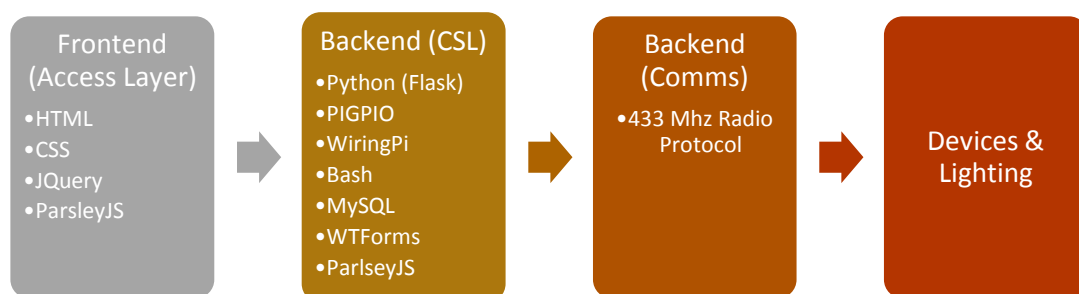 Frontend
(Access Layer)
•HTML
•CSS
•JQuery
•ParsleyJS
Backend (CSL)
•Python (Flask)
•PIGPIO
•WiringPi
•Bash
•MySQL
•WTForms
•ParlseyJS
Backend
(Comms)
•433 Mhz Radio
Protocol
Devices &
Lighting